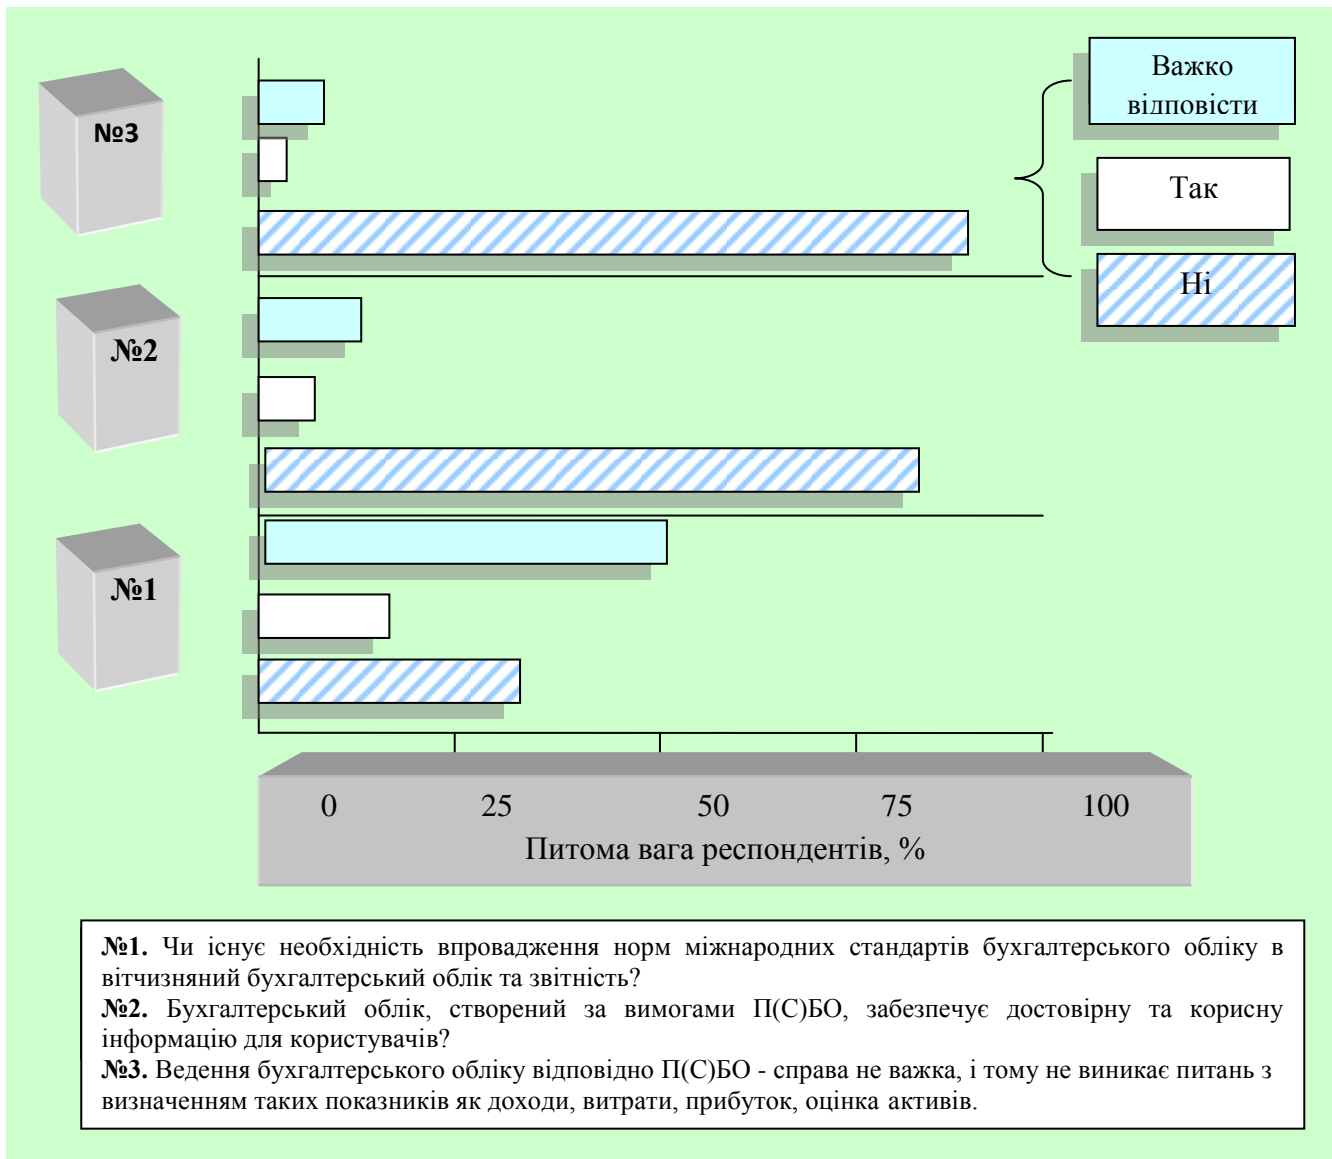 Важко
відповісти
№3
Так
Ні
№2
№1
0 25 50 75 100
Питома вага респондентів, %
№1. Чи існує необхідність впровадження норм міжнародних стандартів бухгалтерського обліку в
вітчизняний бухгалтерський облік та звітність?
№2. Бухгалтерський облік, створений за вимогами П(С)БО, забезпечує достовірну та корисну
інформацію для користувачів?
№3. Ведення бухгалтерського обліку відповідно П(С)БО - справа не важка, і тому не виникає питань з
визначенням таких показників як доходи, витрати, прибуток, оцінка активів.